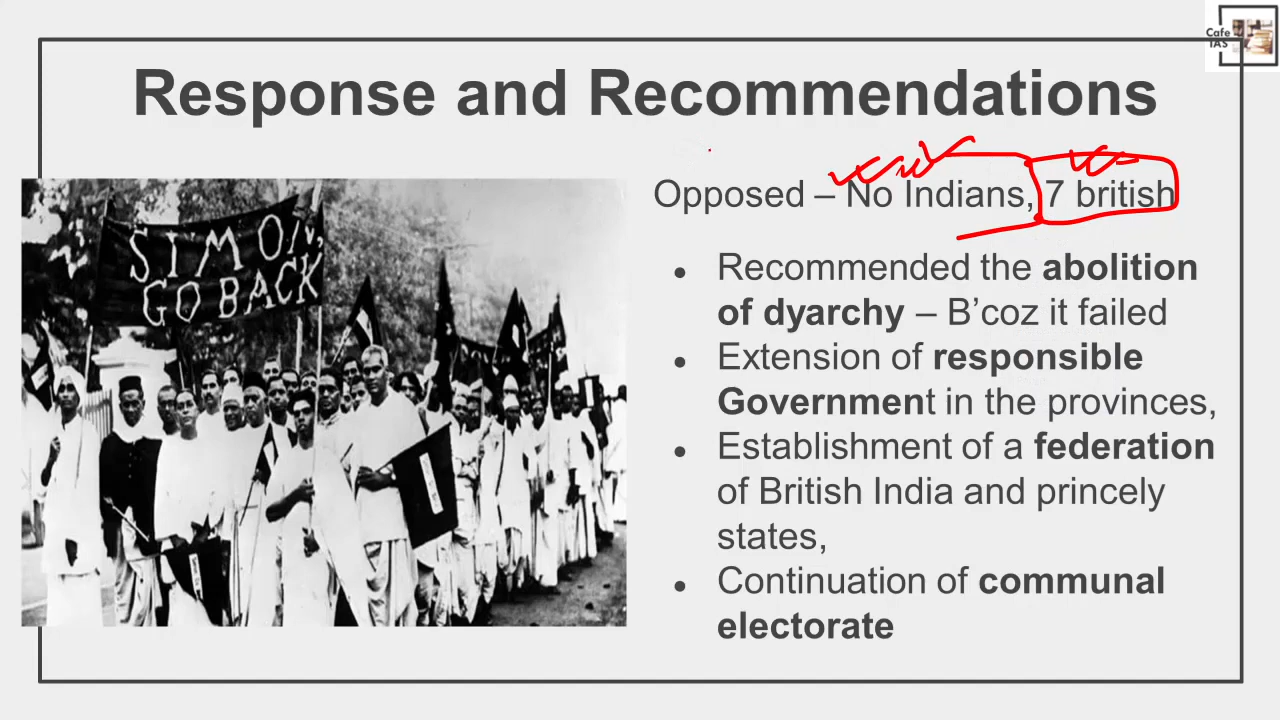 Cafe
IAS
Response and Recommendations
SIMON,
GO BACK
Opposed – No Indians, 7 british
Recommended the abolition
of dyarchy – B’coz it failed
Extension of responsible
Government in the provinces,
Establishment of a federation
of British India and princely
states,
Continuation of communal
electorate